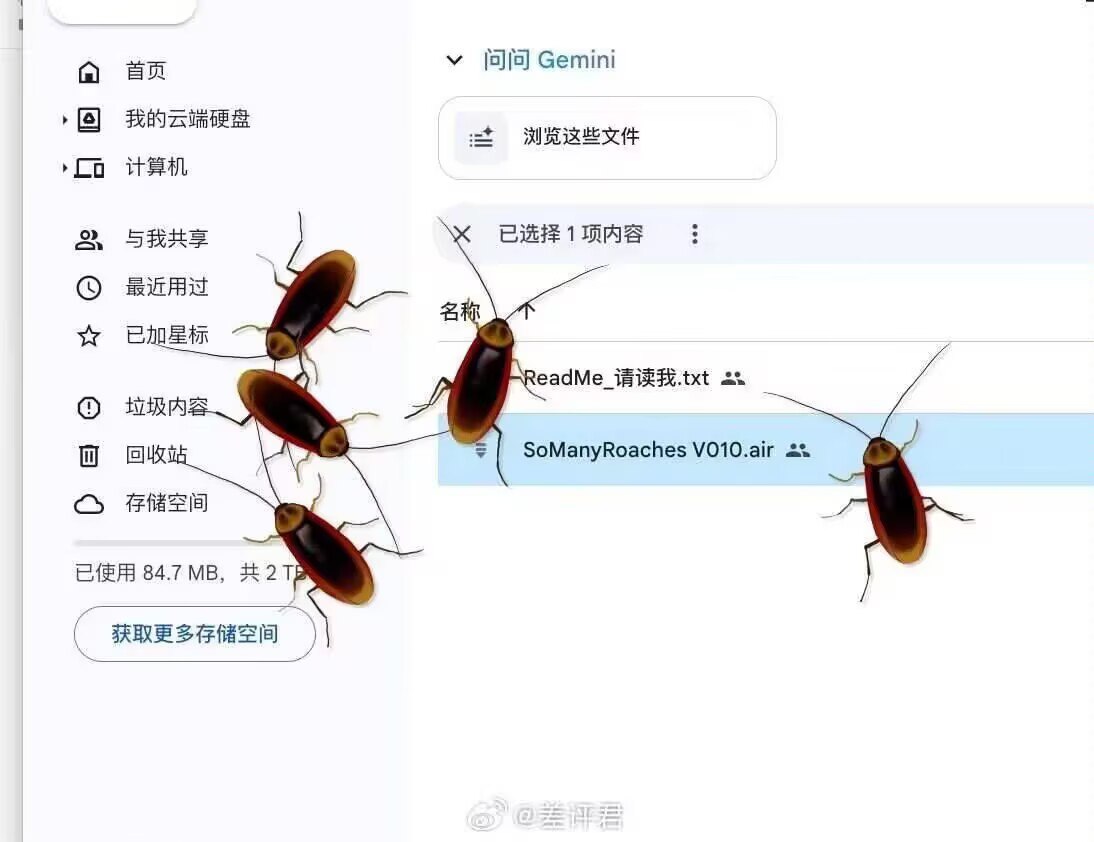 首页
我的云端硬盘
计算机
与我共享
最近用过
已加星标
垃圾内容
回收站
存储空间
已使用 84.7 MB，共 2 TB
获取更多存储空间
问问 Gemini
浏览这些文件
已选择 1 项内容
名称
ReadMe_请读我.txt
SoManyRoaches V010.air
@差评君